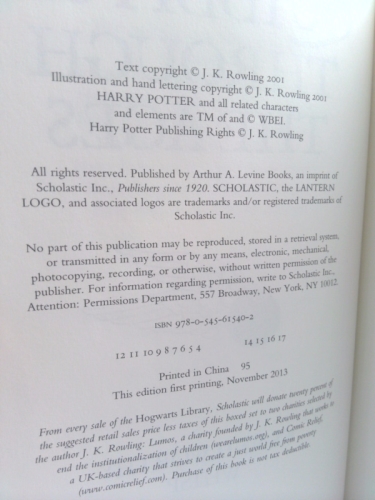 Text copyright © J. K. Rowling 2001
Illustration and hand lettering copyright © J. K. Rowling 2001
HARRY POTTER and all related characters
and elements are TM of and © WBEI.
Harry Potter Publishing Rights © J. K. Rowling
All rights reserved. Published by Arthur A. Levine Books, an imprint of
Scholastic Inc., Publishers since 1920. SCHOLASTIC, the LANTERN
LOGO, and associated logos are trademarks and/or registered trademarks of
Scholastic Inc.
No part of this publication may be reproduced, stored in a retrieval system,
or transmitted in any form or by any means, electronic, mechanical,
photocopying, recording, or otherwise, without written permission of the
publisher. For information regarding permission, write to Scholastic Inc.,
Attention: Permissions Department, 557 Broadway, New York, NY 10012
ISBN 978-0-545-61540-2
12 11 10 9 8 7 6 5 4 14 15 16 17
Printed in China 95
This edition first printing, November 2013
From every sale of the Hogwarts Library, Scholastic will donate twenty percent of
the suggested retail sales price less taxes of this boxed set to two charities selected by
the author J. K. Rowling: Lumos, a charity founded by J. K. Rowling that works to
end the institutionalization of children (wearelumos.org), and Comic Relief,
a UK-based charity that strives to create a just world free from poverty
(www.comicrelief.com). Purchase of this book is not tax deductible.